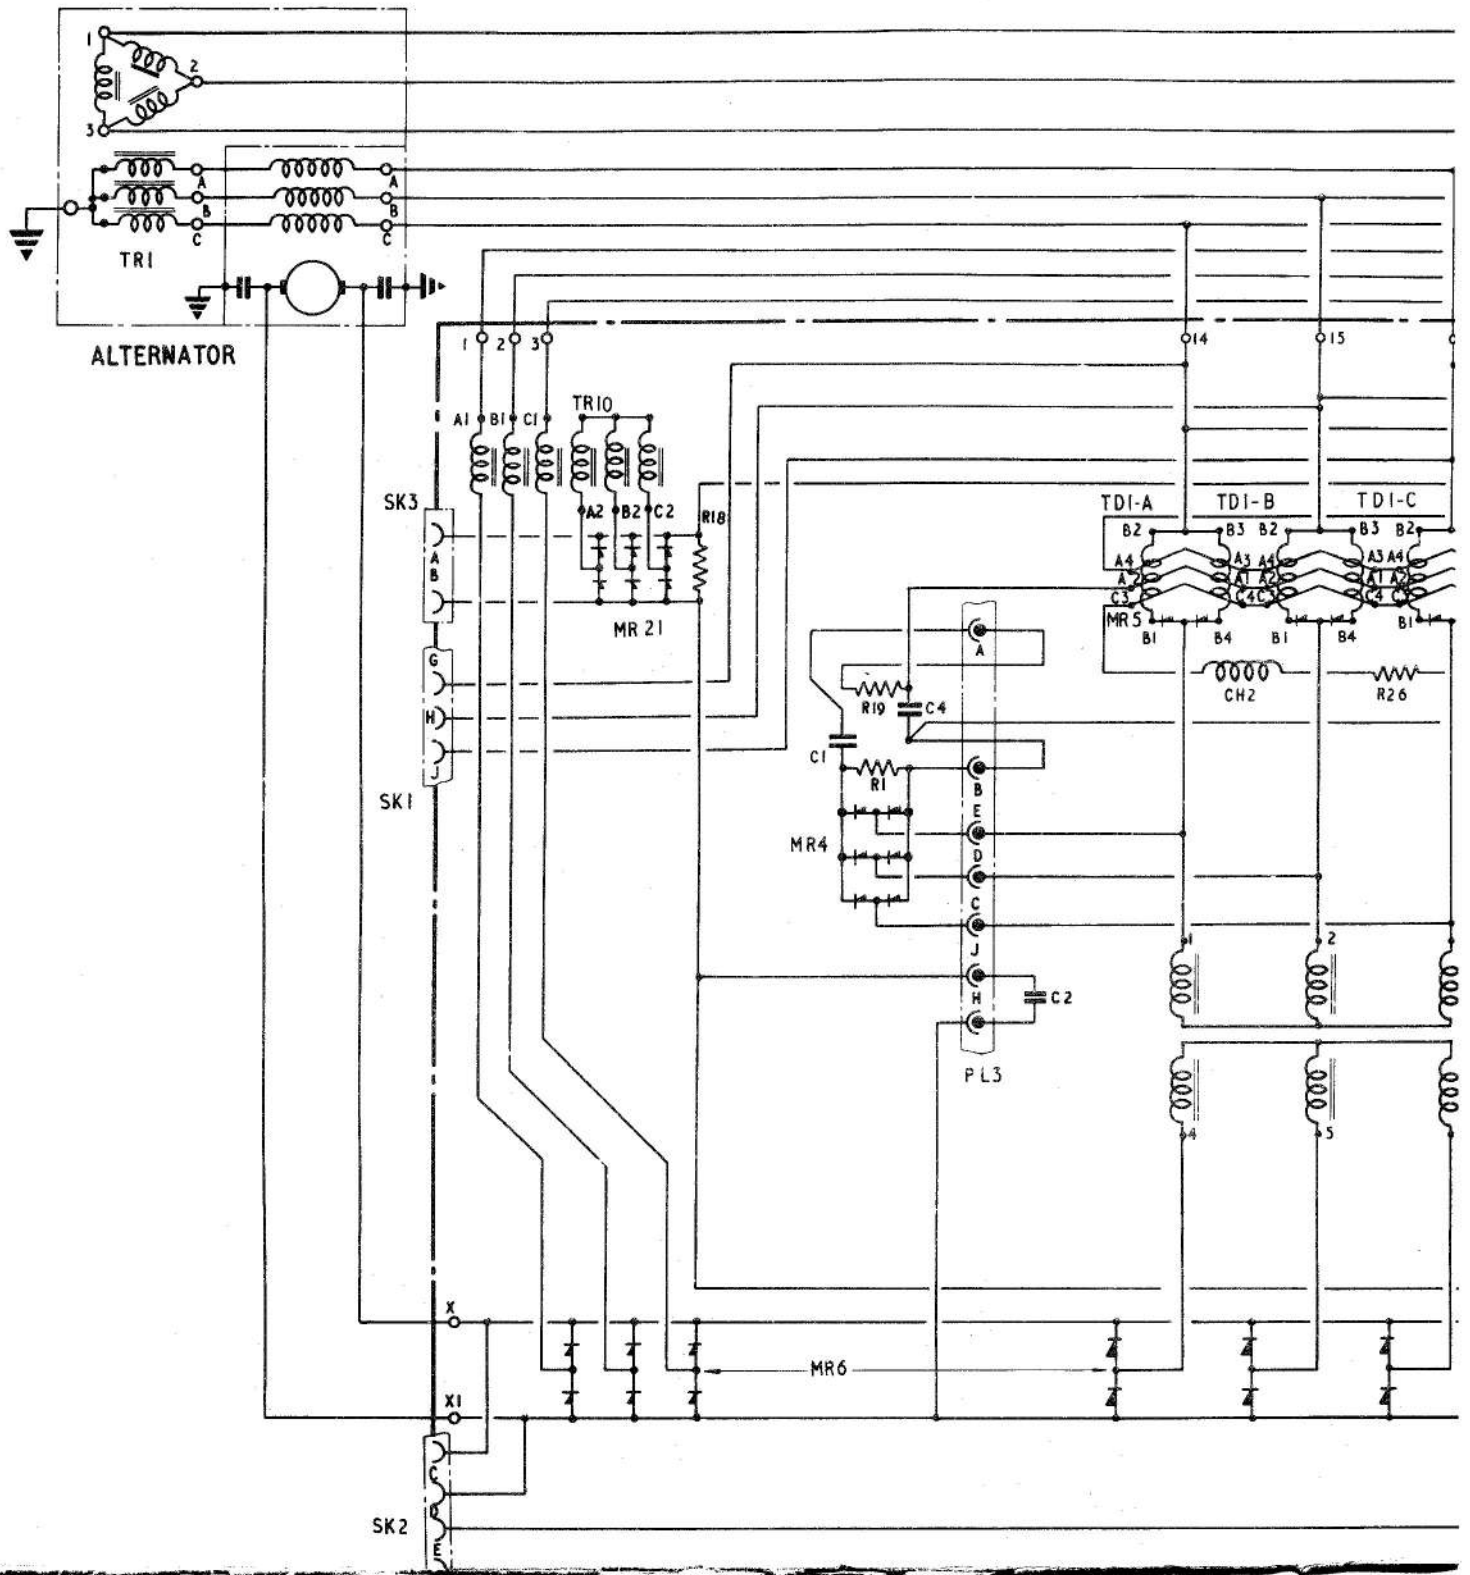 1
2
3
A
B
C
A
B
C
TR1
ALTERNATOR
1 2 3
14
15
TR10
A1 B1 C1
SK3
A2 B2 C2
R18
A
B
MR 21
TD1-A TD1-B TD1-C
B2 B3 B2 B3 B2
A4 A3 A4 A3 A4
A2 A1 A2 A1 A2
C3 C4 C3 C4 C3
MR 5
B1 B4 B1 B4 B1
CH2
R26
G
H
J
SK1
A
R19
C4
C1
R1
B
E
MR4
D
C
J
H
C2
PL3
1
2
4
5
X
MR6
X1
C
D
SK2
E